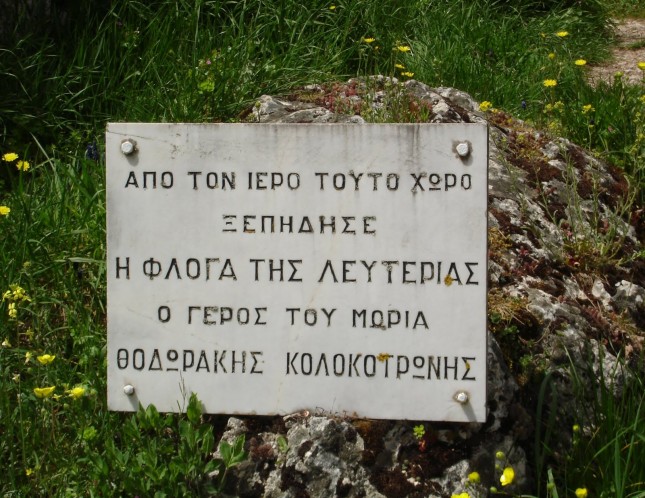 ΑΠΟ ΤΟΝ ΙΕΡΟ ΤΟΥΤΟ ΧΩΡΟ
ΞΕΠΗΔΗΣΕ
Η ΦΛΟΓΑ ΤΗΣ ΛΕΥΤΕΡΙΑΣ
Ο ΓΕΡΟΣ ΤΟΥ ΜΩΡΙΑ
ΘΟΔΩΡΑΚΗΣ ΚΟΛΟΚΟΤΡΩΝΗΣ